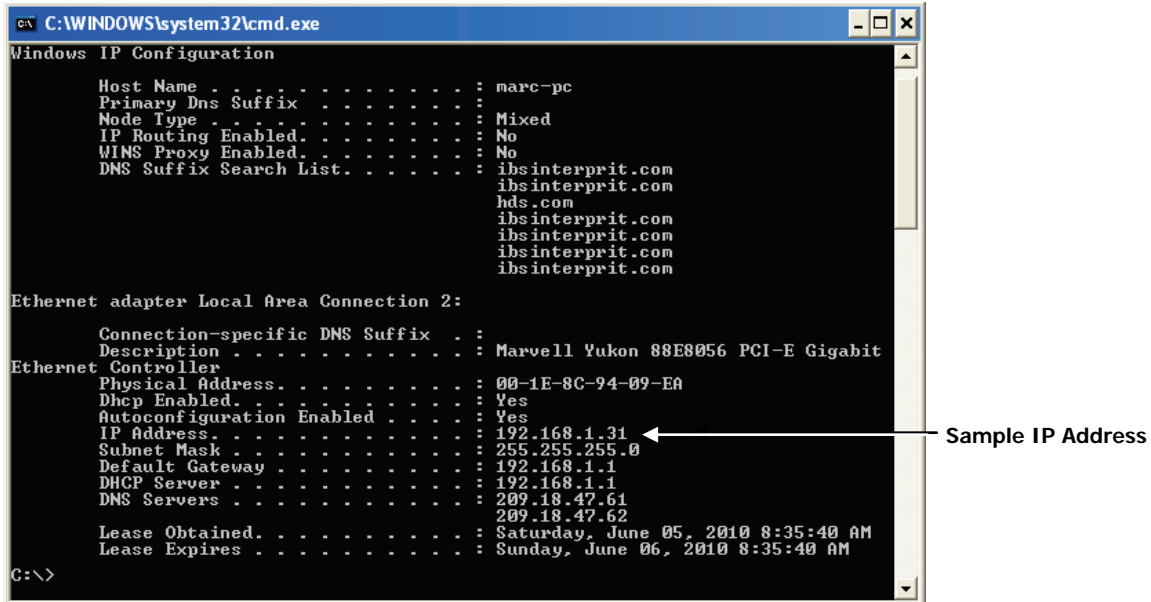 C:\WINDOWS\system32\cmd.exe
Windows IP Configuration
Host Name . . . . . . . . . . . . : marc-pc
Primary Dns Suffix . . . . . . . :
Node Type . . . . . . . . . . . . : Mixed
IP Routing Enabled. . . . . . . . : No
WINS Proxy Enabled. . . . . . . . : No
DNS Suffix Search List. . . . . . : ibsinterprit.com
ibsinterprit.com
hds.com
ibsinterprit.com
ibsinterprit.com
ibsinterprit.com
ibsinterprit.com
Ethernet adapter Local Area Connection 2:
Connection-specific DNS Suffix . :
Description . . . . . . . . . . . : Marvell Yukon 88E8056 PCI-E Gigabit
Ethernet Controller
Physical Address. . . . . . . . . : 00-1E-8C-94-09-EA
Dhcp Enabled. . . . . . . . . . . : Yes
Autoconfiguration Enabled . . . . : Yes
IP Address. . . . . . . . . . . . : 192.168.1.31
Sample IP Address
Subnet Mask . . . . . . . . . . . : 255.255.255.0
Default Gateway . . . . . . . . . : 192.168.1.1
DHCP Server . . . . . . . . . . . : 192.168.1.1
DNS Servers . . . . . . . . . . . : 209.18.47.61
209.18.47.62
Lease Obtained. . . . . . . . . . : Saturday, June 05, 2010 8:35:40 AM
Lease Expires . . . . . . . . . . : Sunday, June 06, 2010 8:35:40 AM
C:\>